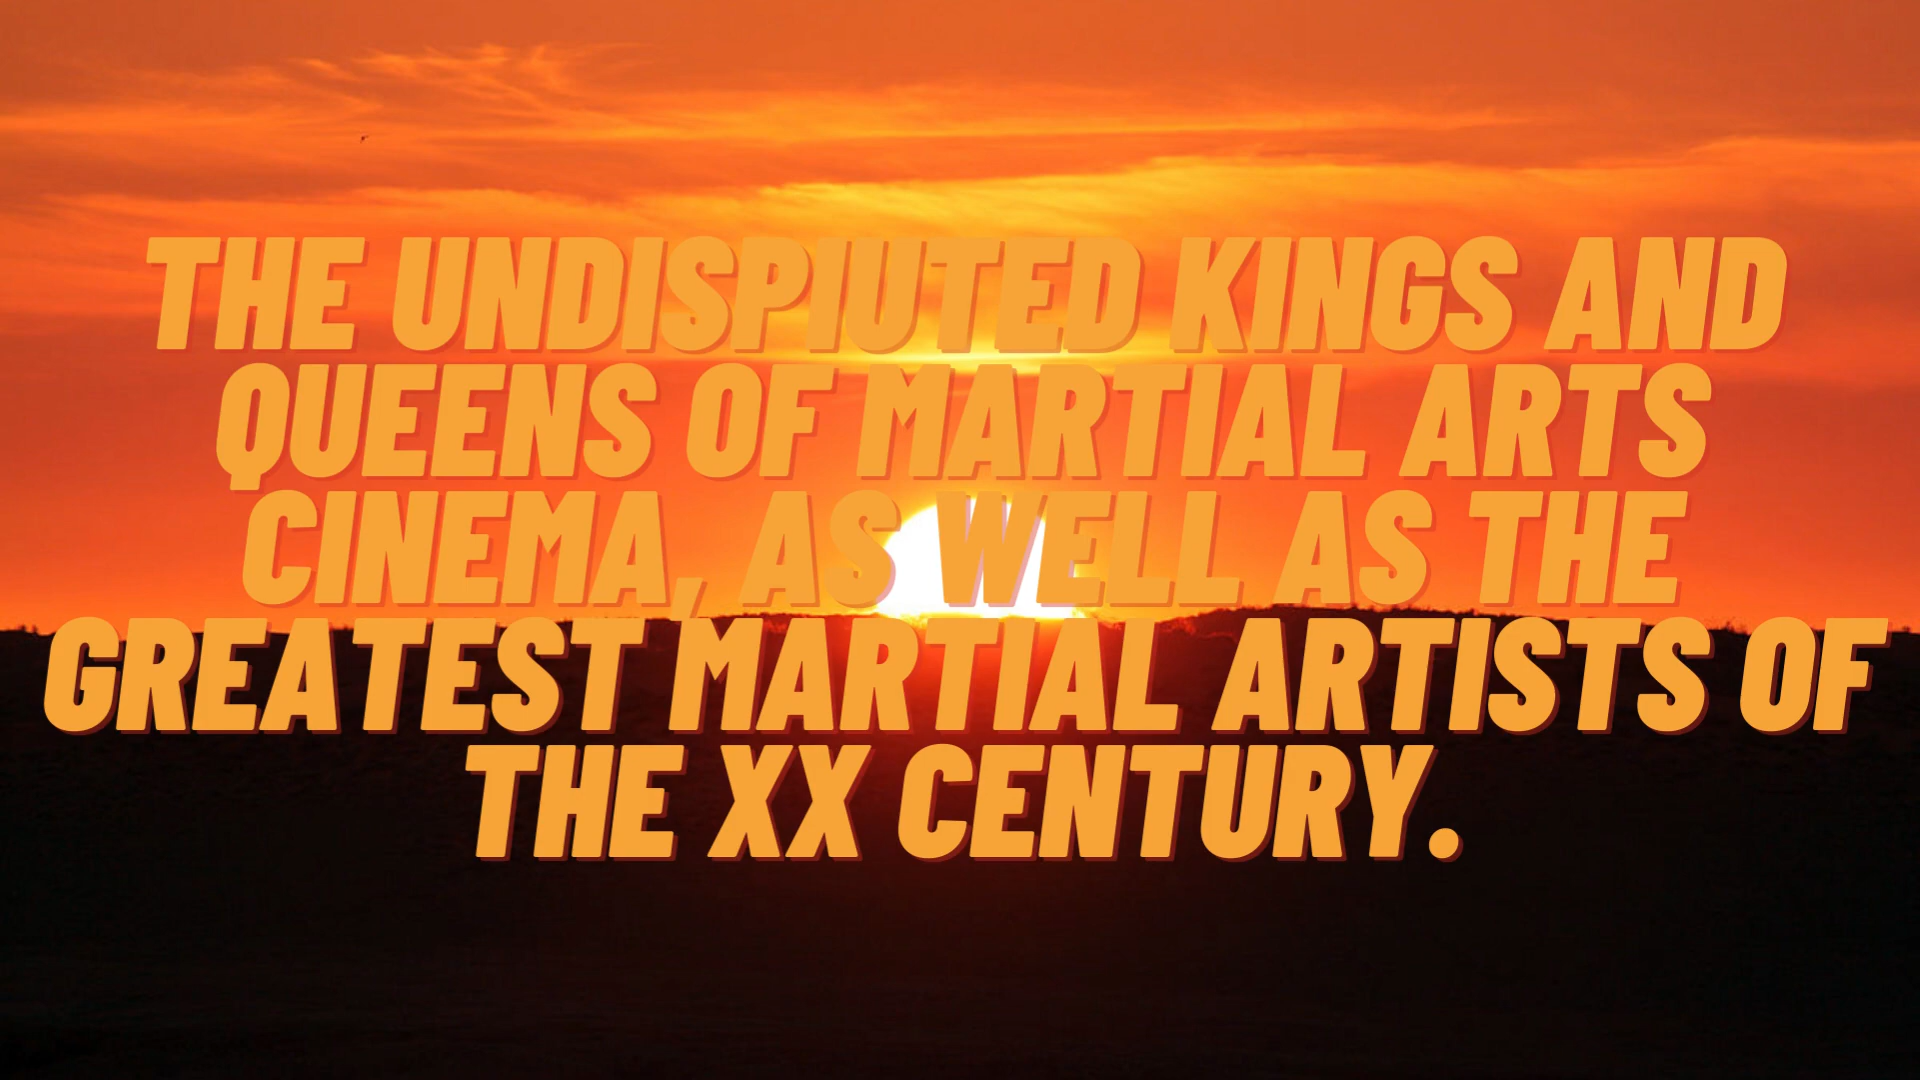 THE UNDISPIUTED KINGS AND
QUEENS OF MARTIAL ARTS
CINEMA, AS WELL AS THE
GREATEST MARTIAL ARTISTS OF
THE XX CENTURY.